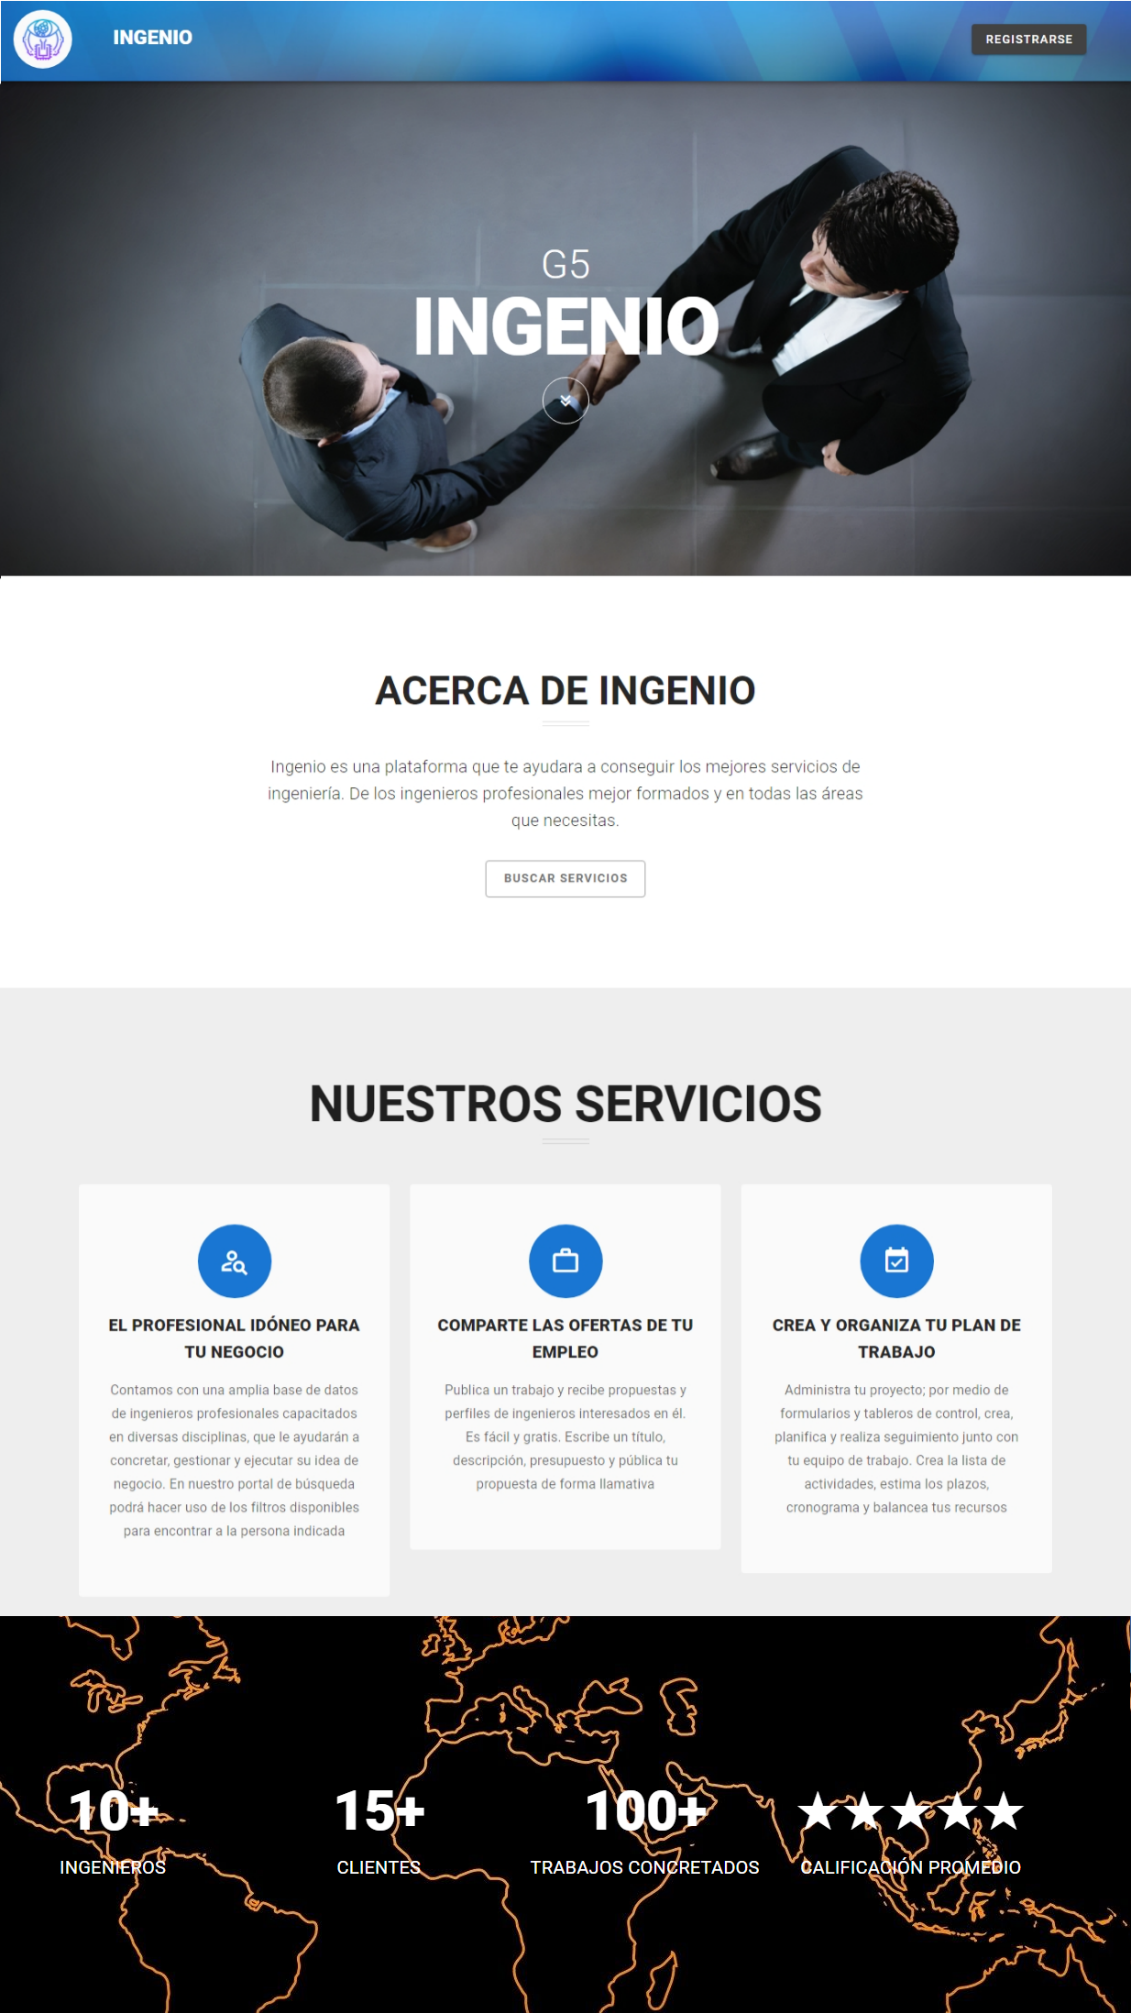 INGENIO
REGISTRARSE
G5
INGENIO
ACERCA DE INGENIO
Ingenio es una plataforma que te ayudara a conseguir los mejores servicios de
ingeniería. De los ingenieros profesionales mejor formados y en todas las áreas
que necesitas.
BUSCAR SERVICIOS
NUESTROS SERVICIOS
EL PROFESIONAL IDÓNEO PARA
TU NEGOCIO
Contamos con una amplia base de datos
de ingenieros profesionales capacitados
en diversas disciplinas, que le ayudarán a
concretar, gestionar y ejecutar su idea de
negocio. En nuestro portal de búsqueda
podrá hacer uso de los filtros disponibles
para encontrar a la persona indicada
COMPARTE LAS OFERTAS DE TU
EMPLEO
Publica un trabajo y recibe propuestas y
perfiles de ingenieros interesados en él.
Es fácil y gratis. Escribe un título,
descripción, presupuesto y pública tu
propuesta de forma llamativa
CREA Y ORGANIZA TU PLAN DE
TRABAJO
Administra tu proyecto; por medio de
formularios y tableros de control, crea,
planifica y realiza seguimiento junto con
tu equipo de trabajo. Crea la lista de
actividades, estima los plazos,
cronograma y balancea tus recursos
10+
INGENIEROS
15+
CLIENTES
100+
TRABAJOS CONCRETADOS
★★★★★
CALIFICACIÓN PROMEDIO